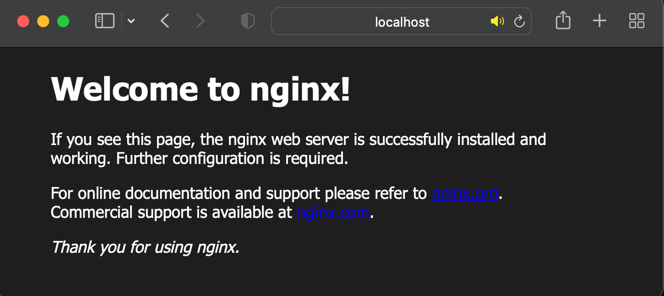 localhost
Welcome to nginx!
If you see this page, the nginx web server is successfully installed and
working. Further configuration is required.
For online documentation and support please refer to nginx.org.
Commercial support is available at nginx.com.
Thank you for using nginx.